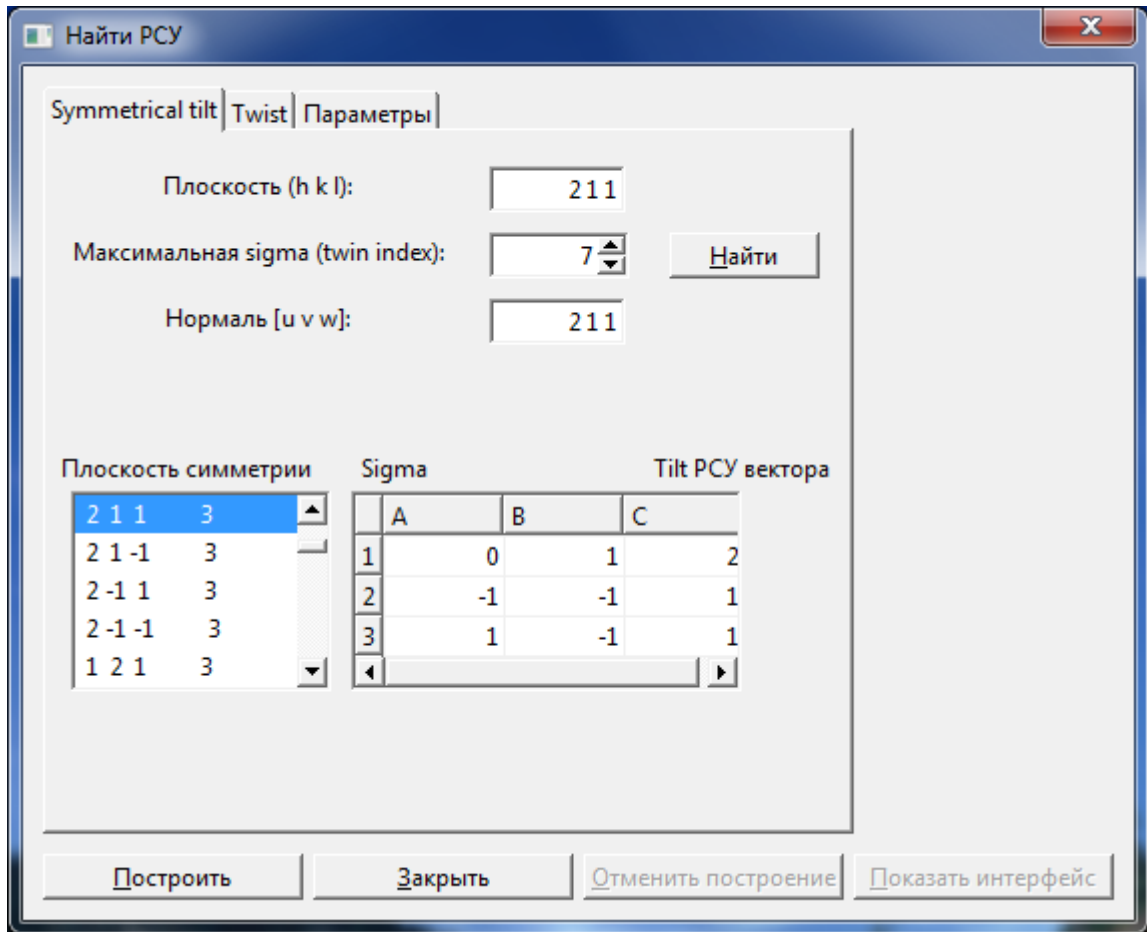 Найти РСУ
x
Symmetrical tilt Twist Параметры
Плоскость (h k l): 2 1 1
Максимальная sigma (twin index): 7 Найти
Нормаль [u v w]: 2 1 1
Плоскость симметрии Sigma Tilt РСУ вектора
2 1 1 3
2 1 -1 3
2 -1 1 3
2 -1 -1 3
1 2 1 3
A B C
1 0 1 2
2 -1 -1 1
3 1 -1 1
Построить Закрыть Отменить построение Показать интерфейс